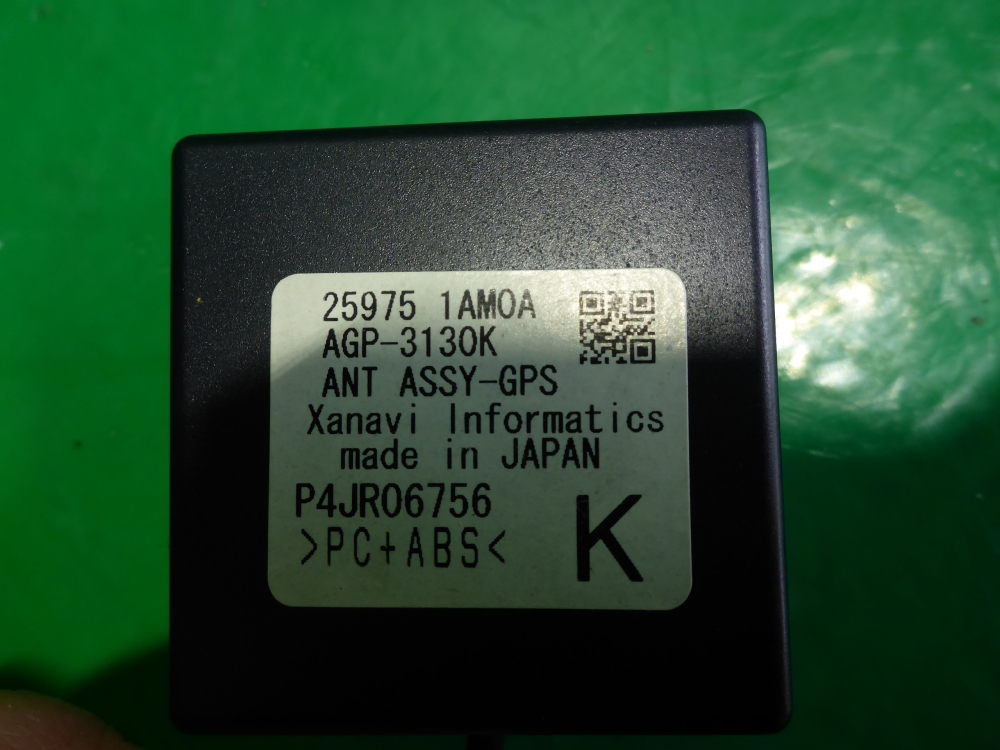 25975 1AM0A
AGP-3130K
ANT ASSY-GPS
Xanavi Informatics
made in JAPAN
P4JR06756
K
>PC+ABS<